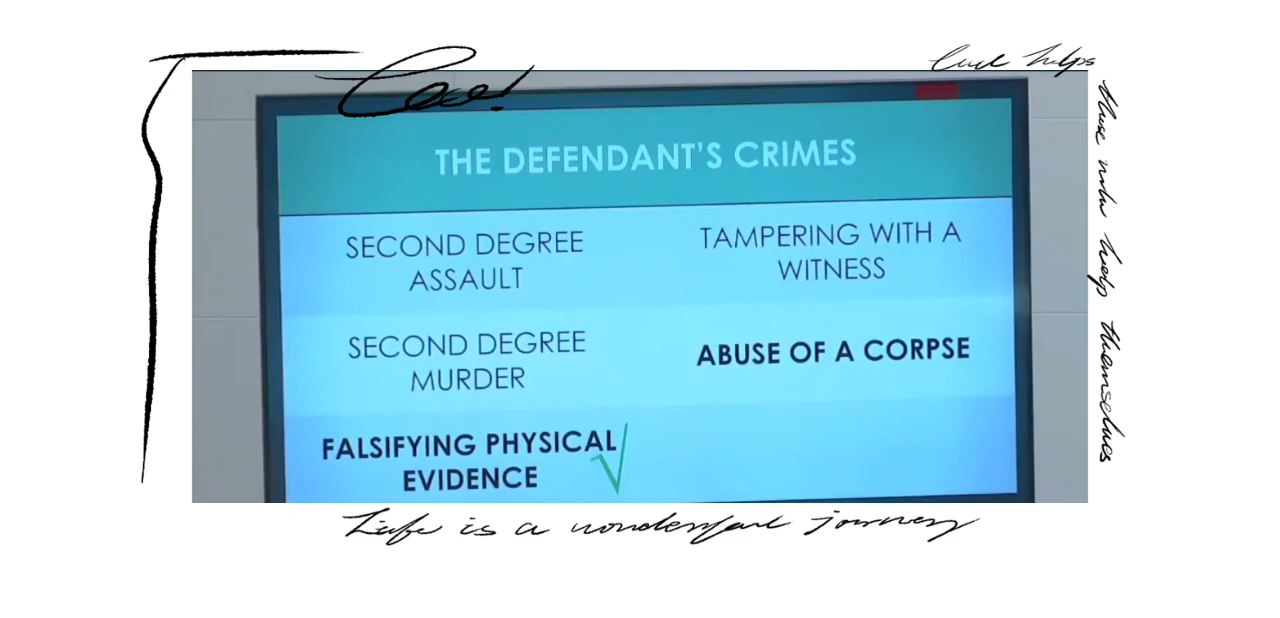 luck helps
those who help themselves
THE DEFENDANT'S CRIMES
SECOND DEGREE
ASSAULT
TAMPERING WITH A
WITNESS
SECOND DEGREE
MURDER
ABUSE OF A CORPSE
FALSIFYING PHYSICAL
EVIDENCE
Life is a wonderful journey